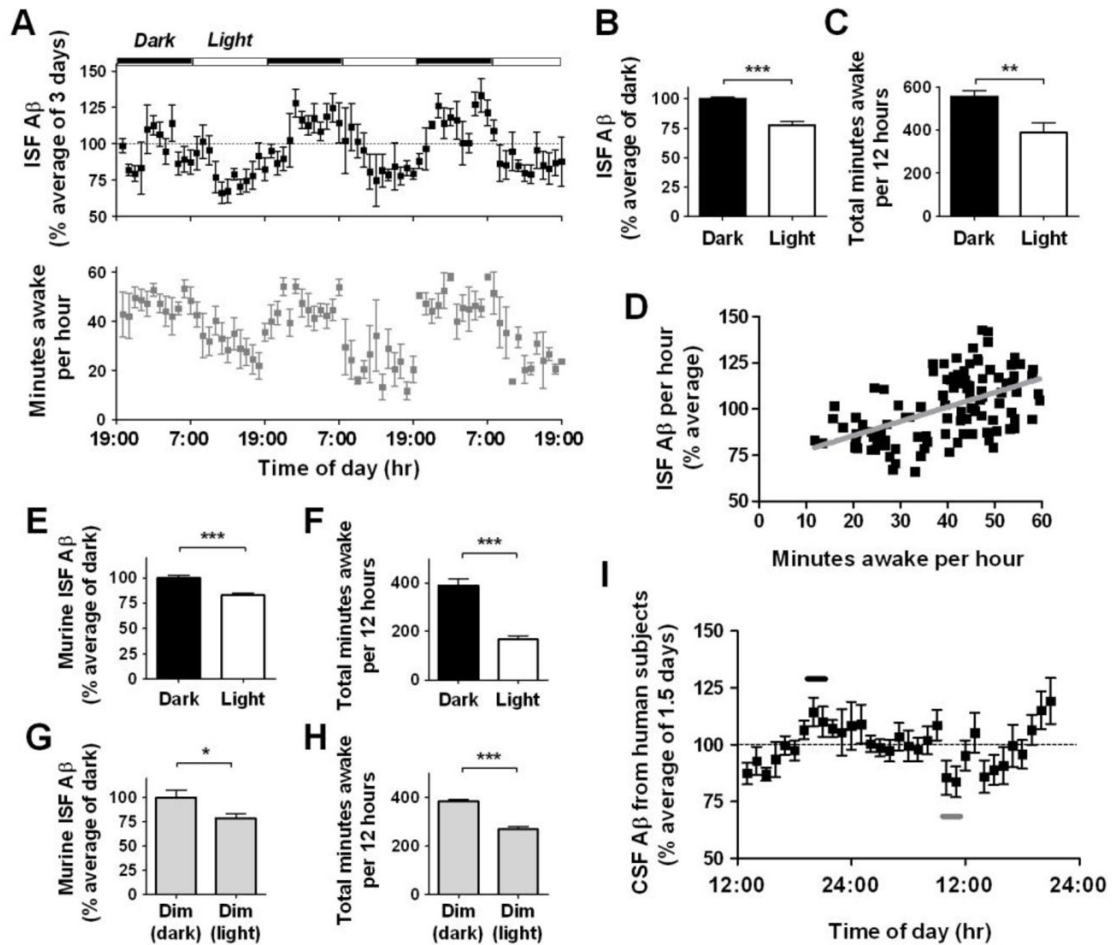 A
Dark Light
ISF Aβ
(% average of 3 days)
150
125
100
75
50
Minutes awake
per hour
60
40
20
0
19:00 7:00 19:00 7:00 19:00 7:00 19:00
Time of day (hr)
B
ISF Aβ
(% average of dark)
***
100
75
50
25
0
Dark Light
C
Total minutes awake
per 12 hours
**
600
400
200
0
Dark Light
D
ISF Aβ per hour
(% average)
150
125
100
75
50
0 10 20 30 40 50 60
Minutes awake per hour
E
Murine ISF Aβ
(% average of dark)
***
100
75
50
25
0
Dark Light
F
Total minutes awake
per 12 hours
***
400
200
0
Dark Light
G
Murine ISF Aβ
(% average of dark)
*
100
75
50
25
0
Dim Dim
(dark) (light)
H
Total minutes awake
per 12 hours
***
400
200
0
Dim Dim
(dark) (light)
I
CSF Aβ from human subjects
(% average of 1.5 days)
150
125
100
75
50
12:00 24:00 12:00 24:00
Time of day (hr)